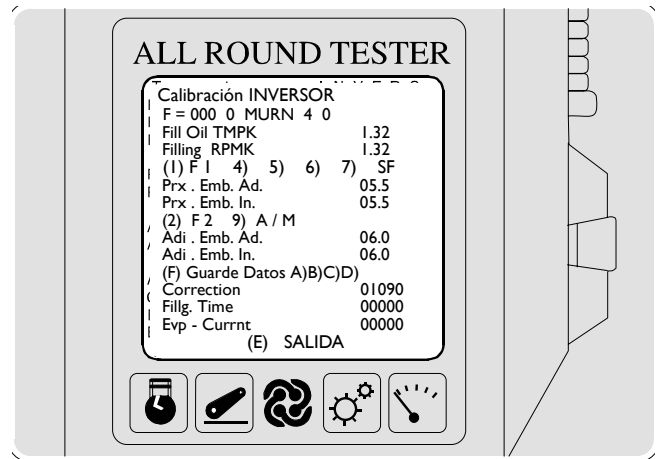 ALL ROUND TESTER
Calibración INVERSOR
F = 000 0 MURN 4 0
Fill Oil TMPK 1.32
Filling RPMK 1.32
(1) F 1 4) 5) 6) 7) SF
Prx . Emb. Ad. 05.5
Prx . Emb. In. 05.5
(2) F 2 9) A / M
Adi . Emb. Ad. 06.0
Adi . Emb. In. 06.0
(F) Guarde Datos A)B)C)D)
Correction 01090
Fillg. Time 00000
Evp - Currnt 00000
(E) SALIDA